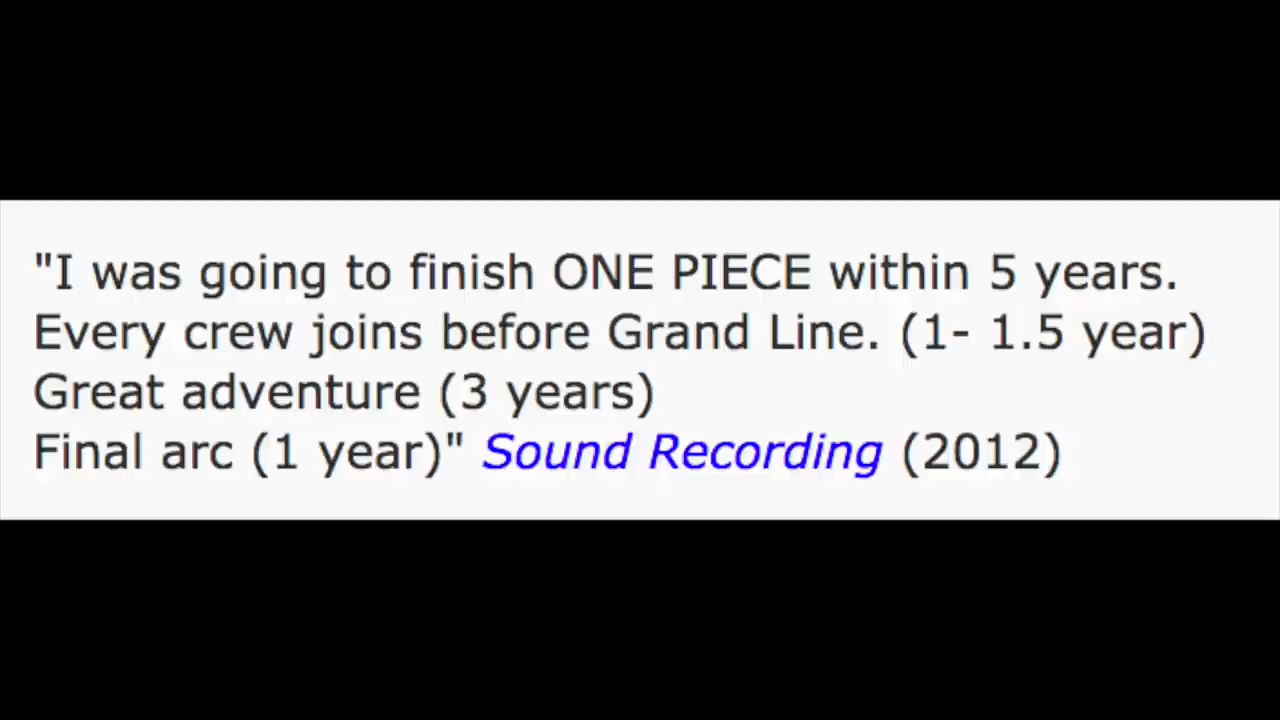 "I was going to finish ONE PIECE within 5 years.
Every crew joins before Grand Line. (1- 1.5 year)
Great adventure (3 years)
Final arc (1 year)" Sound Recording (2012)